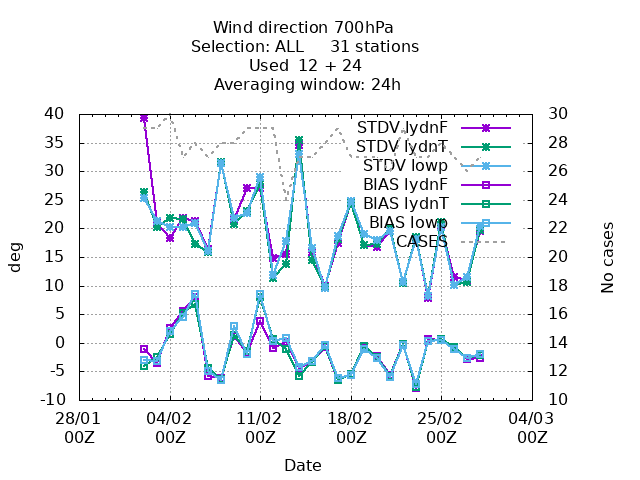 Wind direction 700hPa
Selection: ALL 31 stations
Used 12 + 24
Averaging window: 24h
40
35
30
25
20
15
10
5
0
-5
-10
deg
30
28
26
24
22
20
18
16
14
12
10
No cases
STDV lydnF
STDV lydnT
STDV lowp
BIAS lydnF
BIAS lydnT
BIAS lowp
CASES
28/01 04/02 11/02 18/02 25/02 04/03
00Z 00Z 00Z 00Z 00Z 00Z
Date